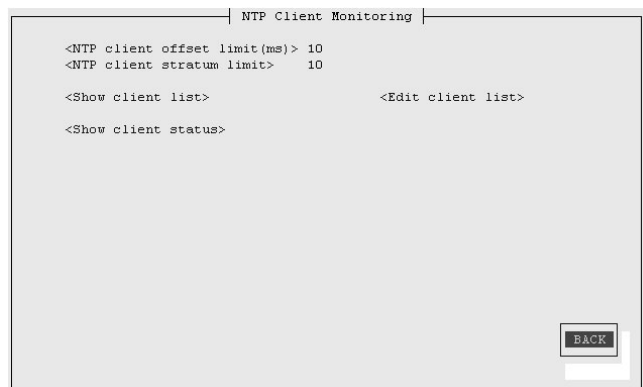 NTP Client Monitoring
<NTP client offset limit(ms)> 10
<NTP client stratum limit> 10
<Show client list> <Edit client list>
<Show client status>
BACK